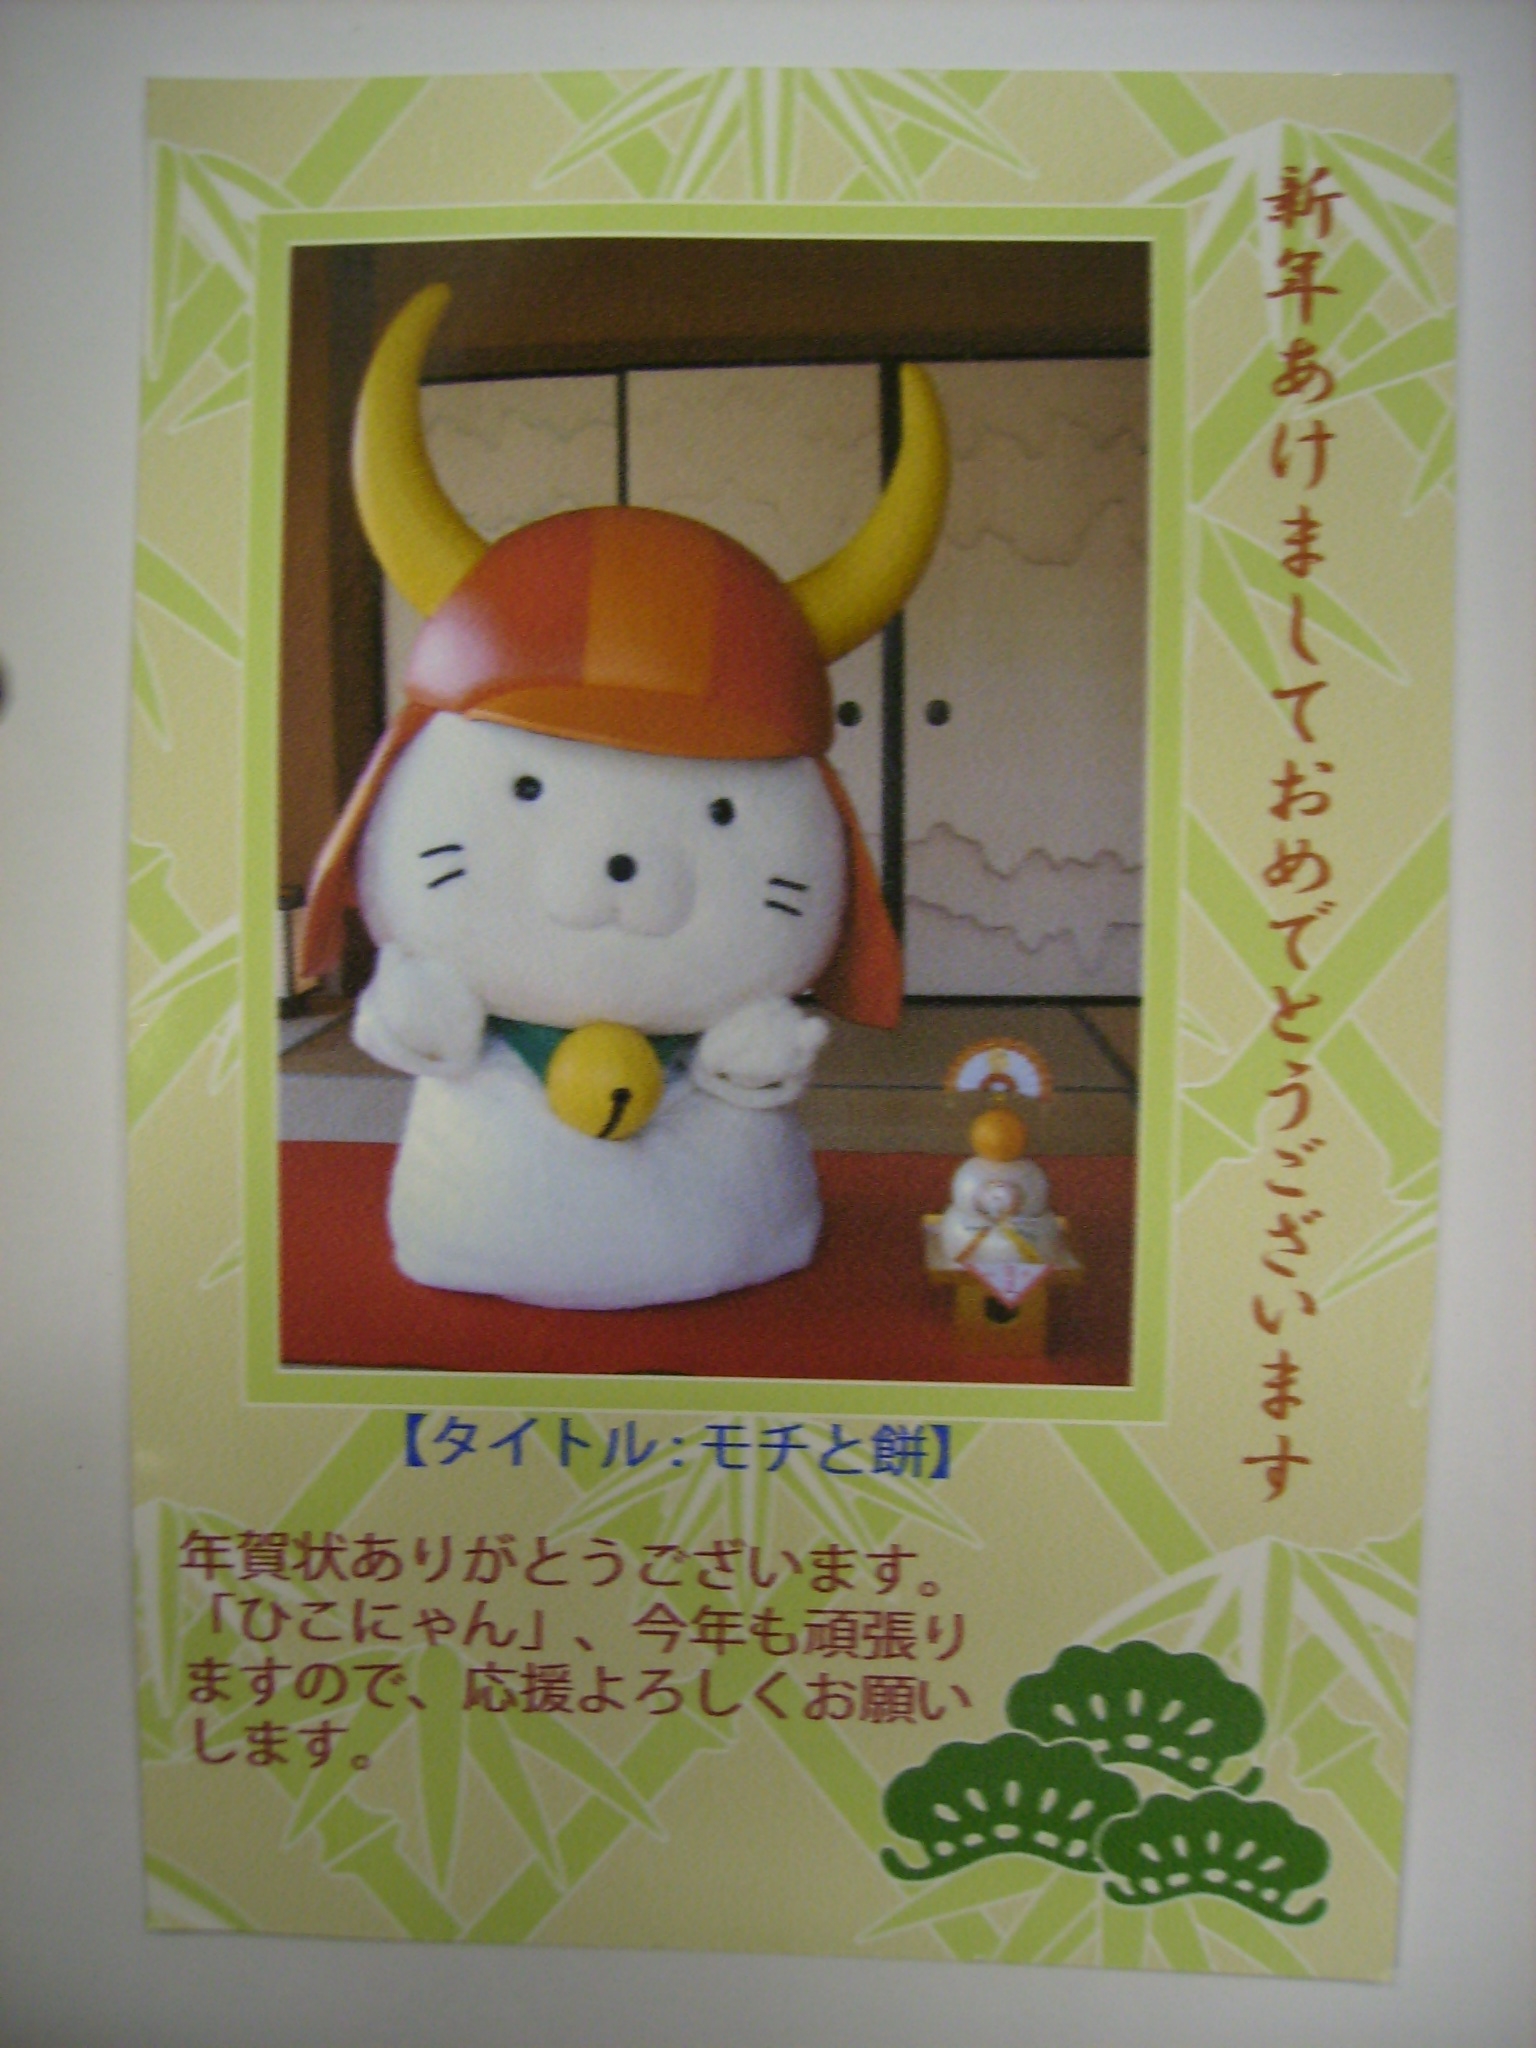 新年あけましておめでとうございます
【タイトル：モチと餅】
年賀状ありがとうございます。
「ひこにゃん」、今年も頑張り
ますので、応援よろしくお願い
します。